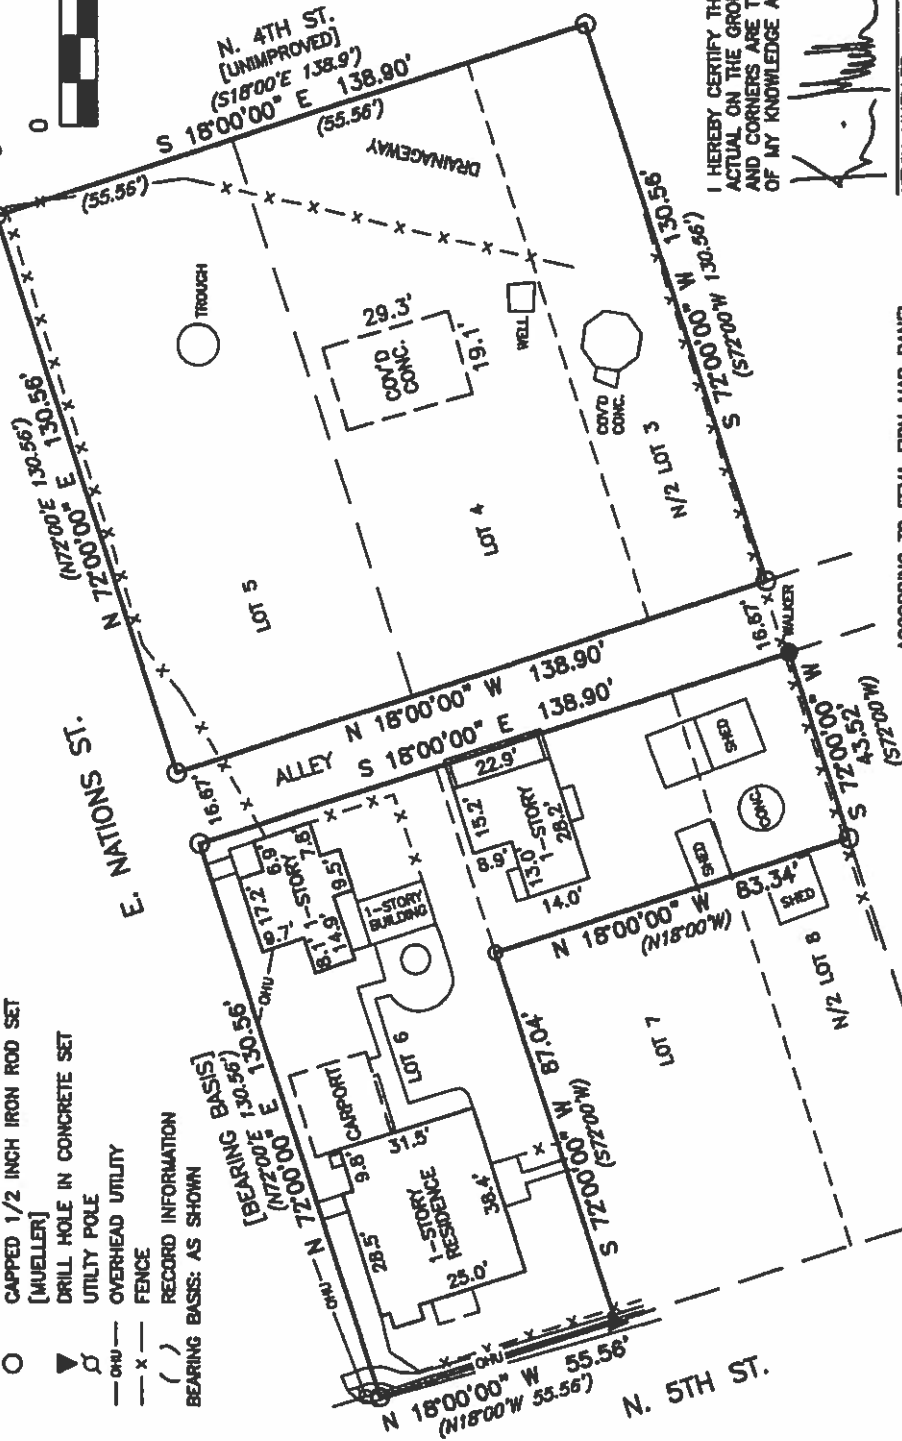 0
CAPPED 1/2 INCH IRON ROD SET
[MUELLER]
DRILL HOLE IN CONCRETE SET
UTILTY POLE
OHU OVERHEAD UTILITY
x FENCE
( ) RECORD INFORMATION
BEARING BASIS: AS SHOWN
I HEREBY CERTIFY TH
ACTUAL ON THE GRO
AND CORNERS ARE T
OF MY KNOWLEDGE A
N. 4TH ST.
[UNIMPROVED]
(S18°00'E 138.9')
S 18°00'00" E 138.90'
(55.56')
(55.56')
DRAINAGEWAY
TROUGH
29.3'
COV'D
CONC.
19.1'
WELL
COV'D
CONC.
(N72°00'E 130.56')
N 72°00'00" E 130.56'
S 72°00'00" W 130.56'
(S72°00'W 130.56')
LOT 5
LOT 4
N/2 LOT 3
E. NATIONS ST.
16.67'
ALLEY
N 18°00'00" W 138.90'
S 18°00'00" E 138.90'
16.67'
WALKER
[BEARING BASIS]
(N72°00'E 130.56')
N 72°00'00" E 130.56'
OHU
OHU
17.2'
6.9'
7.6'
9.7'
1-STORY
8.1'
14.9'
9.5'
1-STORY
BUILDING
22.9'
15.2'
8.9'
13.0'
1-STORY
28.2'
14.0'
SHED
SHED
CONC.
SHED
S 72°00'00" W
43.52'
(S72°00'W)
N 18°00'00" W 83.34'
(N18°00'W)
CARPORT
LOT 6
9.8'
31.5'
28.5'
1-STORY
RESIDENCE
38.4'
25.0'
S 72°00'00" W 87.04'
(S72°00'W)
LOT 7
N/2 LOT 8
OHU
N 18°00'00" W 55.56'
(N18°00'W 55.56')
N. 5TH ST.